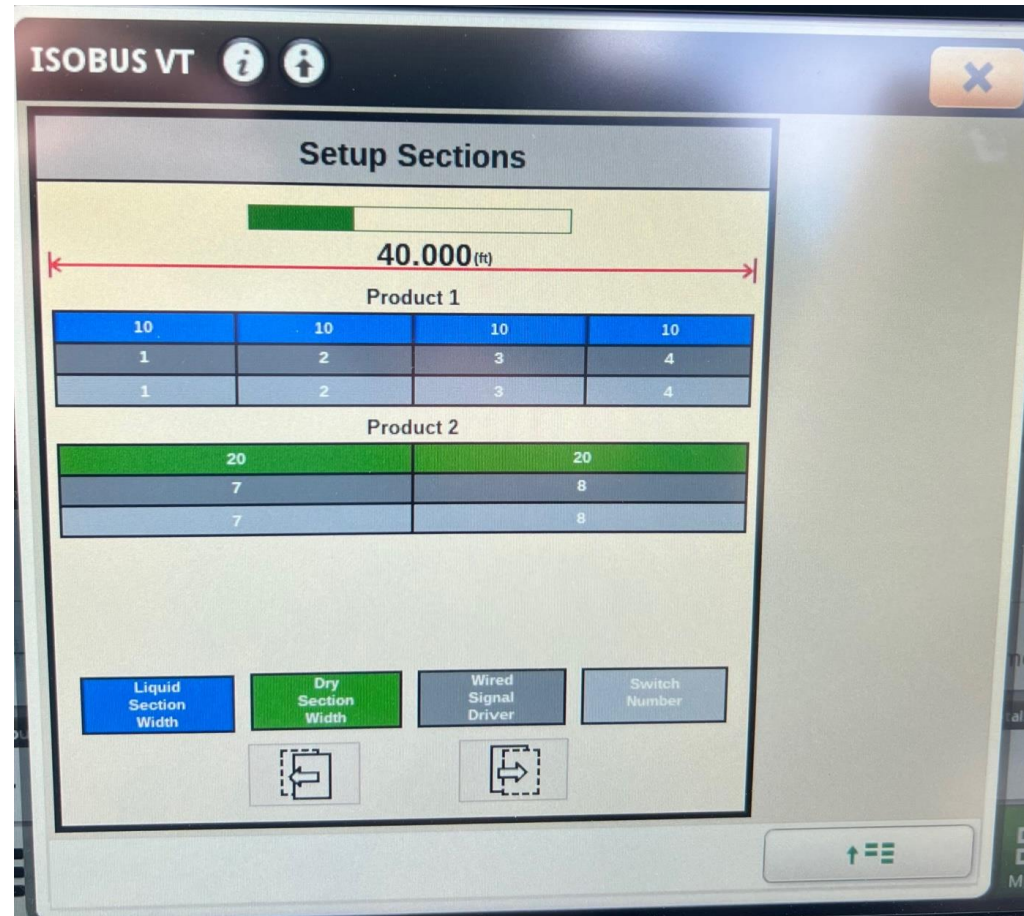 ISOBUS VT
Setup Sections
40.000(ft)
Product 1
10 10 10 10
1 2 3 4
1 2 3 4
Product 2
20 20
7 8
7 8
Liquid Section Width
Dry Section Width
Wired Signal Driver
Switch Number